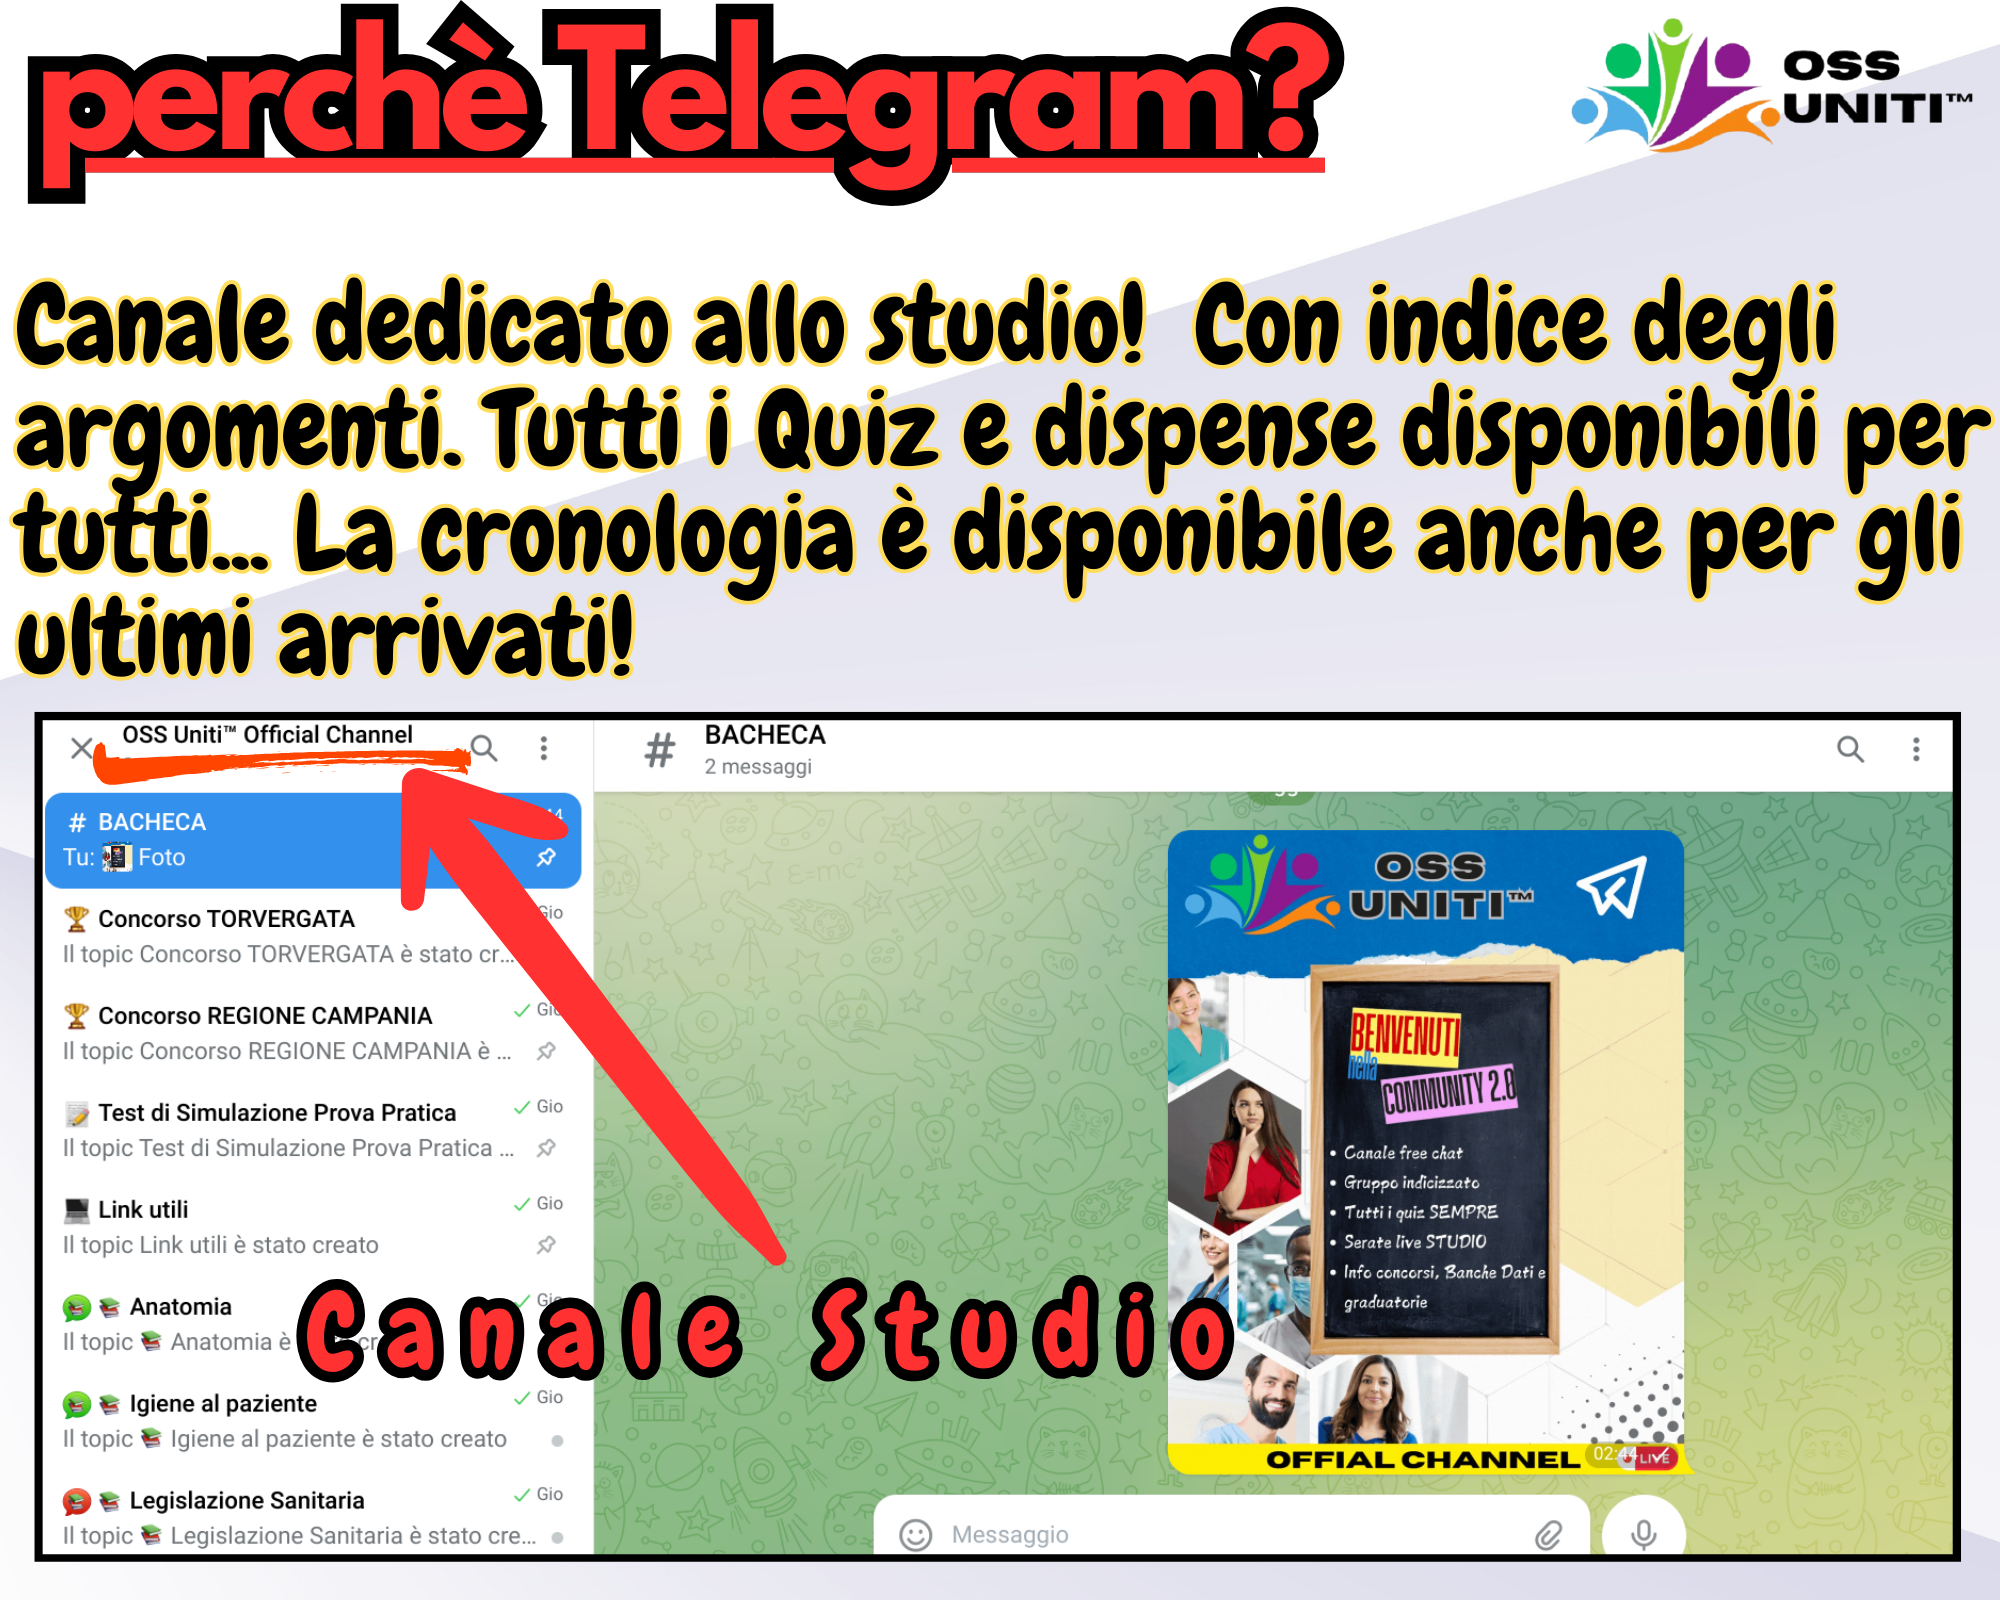 perchè Telegram?
OSS
UNITI™
Canale dedicato allo studio! Con indice degli
argomenti. Tutti i Quiz e dispense disponibili per
tutti... La cronologia è disponibile anche per gli
ultimi arrivati!
OSS Uniti™ Official Channel
# BACHECA
Tu: Foto
Concorso TORVERGATA
Gio
Il topic Concorso TORVERGATA è stato cr...
Concorso REGIONE CAMPANIA
Il topic Concorso REGIONE CAMPANIA è ...
Test di Simulazione Prova Pratica
Gio
Il topic Test di Simulazione Prova Pratica ...
Link utili
Gio
Il topic Link utili è stato creato
Anatomia
Il topic Anatomia è
Igiene al paziente
Gio
Il topic Igiene al paziente è stato creato
Legislazione Sanitaria
Gio
Il topic Legislazione Sanitaria è stato cre...
Canale Studio
# BACHECA
2 messaggi
OSS
UNITI™
BENVENUTI
nella
COMMUNITY 2.0
• Canale free chat
• Gruppo indicizzato
• Tutti i quiz SEMPRE
• Serate live STUDIO
• Info concorsi, Banche Dati e
graduatorie
OFFIAL CHANNEL
02:44
LIVE
Messaggio